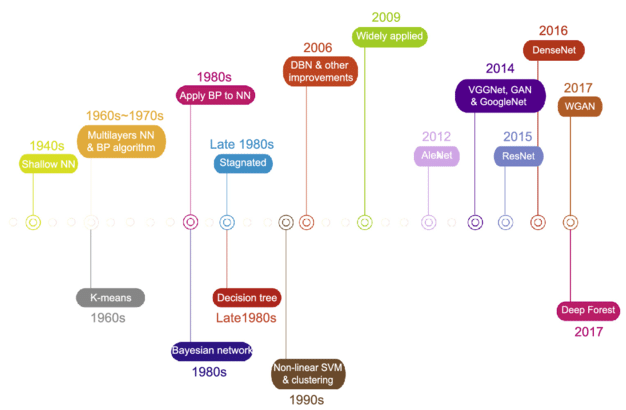 1940s
Shallow NN
1960s~1970s
Multilayers NN
& BP algorithm
1980s
Apply BP to NN
Late 1980s
Stagnated
2006
DBN & other
improvements
2009
Widely applied
2012
AlexNet
2014
VGGNet, GAN
& GoogleNet
2015
ResNet
2016
DenseNet
2017
WGAN
K-means
1960s
Bayesian network
1980s
Decision tree
Late1980s
Non-linear SVM
& clustering
1990s
Deep Forest
2017